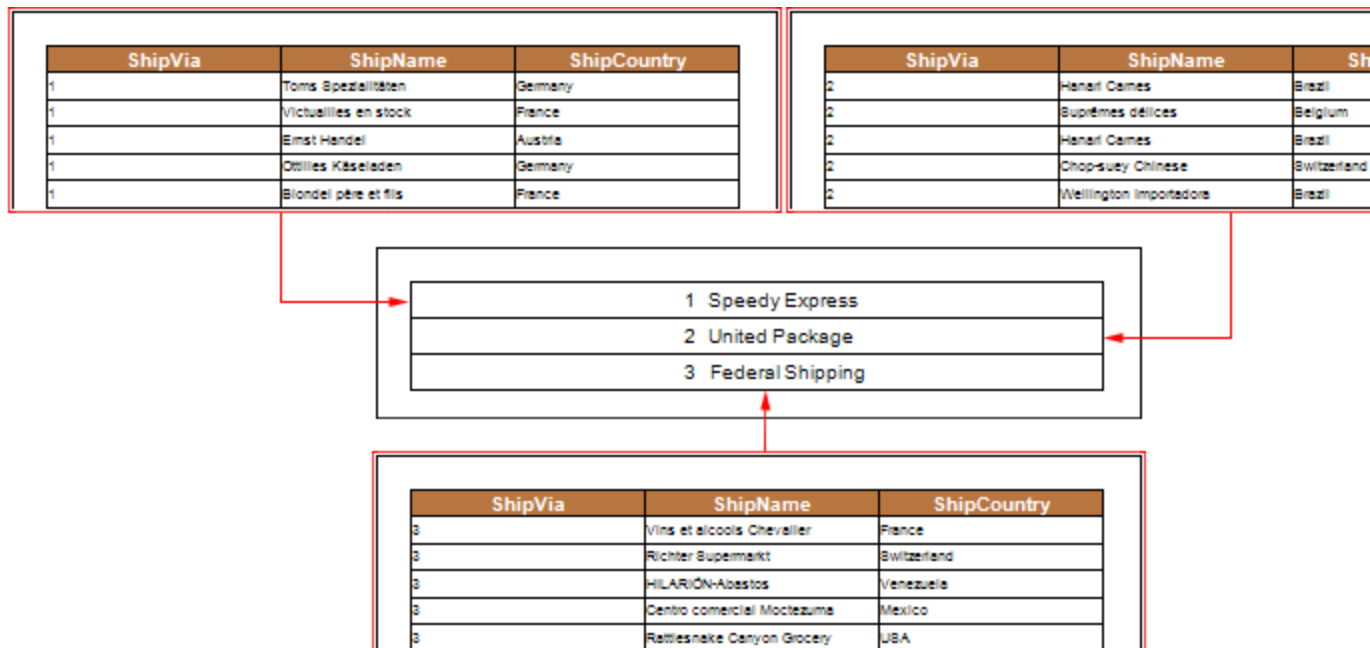 ShipVia ShipName ShipCountry
1 Toms Spezialitäten Germany
1 Victuailles en stock France
1 Ernst Handel Austria
1 Ottilies Käseladen Germany
1 Blondel père et fils France
ShipVia ShipName Sh
2 Hanari Carnes Brazil
2 Suprêmes délices Belgium
2 Hanari Carnes Brazil
2 Chop-suey Chinese Switzerland
2 Wellington Importadora Brazil
1 Speedy Express
2 United Package
3 Federal Shipping
ShipVia ShipName ShipCountry
3 Vins et alcools Chevalier France
3 Richter Supermarkt Switzerland
3 HILARIÓN-Abastos Venezuela
3 Centro comercial Moctezuma Mexico
3 Rattlesnake Canyon Grocery USA